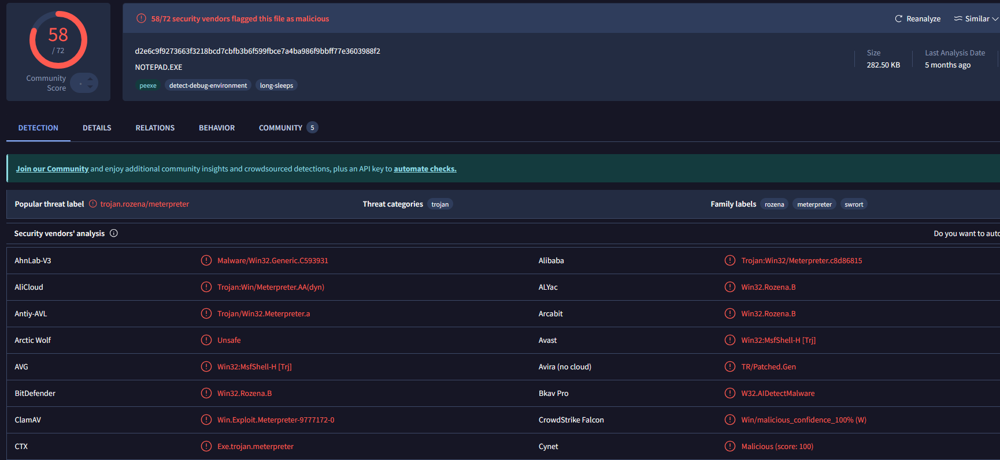 58
/ 72
Community
Score
58/72 security vendors flagged this file as malicious
Reanalyze
Similar
d2e6c9f9273663f3218bcd7cbfb3b6f599fbce7a4ba986f9bbff77e3603988f2
NOTEPAD.EXE
peexe detect-debug-environment long-sleeps
Size
282.50 KB
Last Analysis Date
5 months ago
DETECTION DETAILS RELATIONS BEHAVIOR COMMUNITY 5
Join our Community and enjoy additional community insights and crowdsourced detections, plus an API key to automate checks.
Popular threat label trojan.rozena/meterpreter Threat categories trojan Family labels rozena meterpreter swrort
Security vendors' analysis Do you want to auto
AhnLab-V3 Malware/Win32.Generic.C593931 Alibaba Trojan:Win32/Meterpreter.c8d86815
AliCloud Trojan:Win/Meterpreter.AA(dyn) ALYac Win32.Rozena.B
Antiy-AVL Trojan/Win32.Meterpreter.a Arcabit Win32.Rozena.B
Arctic Wolf Unsafe Avast Win32:MsfShell-H [Trj]
AVG Win32:MsfShell-H [Trj] Avira (no cloud) TR/Patched.Gen
BitDefender Win32.Rozena.B Bkav Pro W32.AIDetectMalware
ClamAV Win.Exploit.Meterpreter-9777172-0 CrowdStrike Falcon Win/malicious_confidence_100% (W)
CTX Exe.trojan.meterpreter Cynet Malicious (score: 100)